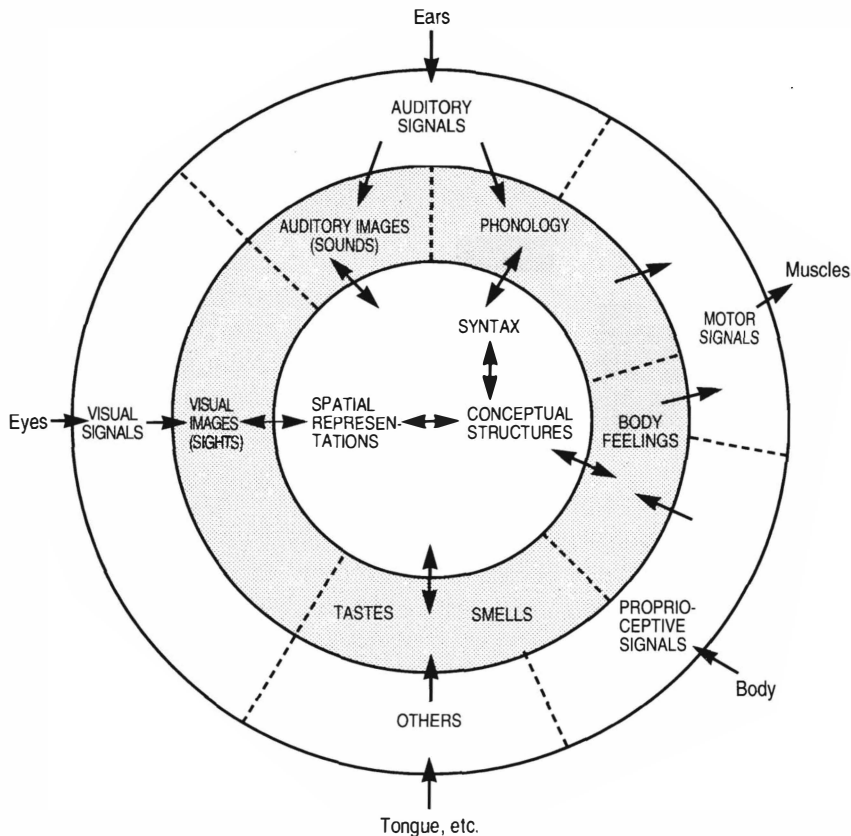 Ears
AUDITORY
SIGNALS
AUDITORY IMAGES
(SOUNDS)
PHONOLOGY
Muscles
MOTOR
SIGNALS
SYNTAX
Eyes
VISUAL
SIGNALS
VISUAL
IMAGES
(SIGHTS)
SPATIAL
REPRESEN-
TATIONS
CONCEPTUAL
STRUCTURES
BODY
FEELINGS
TASTES
SMELLS
PROPRIO-
CEPTIVE
SIGNALS
Body
OTHERS
Tongue, etc.